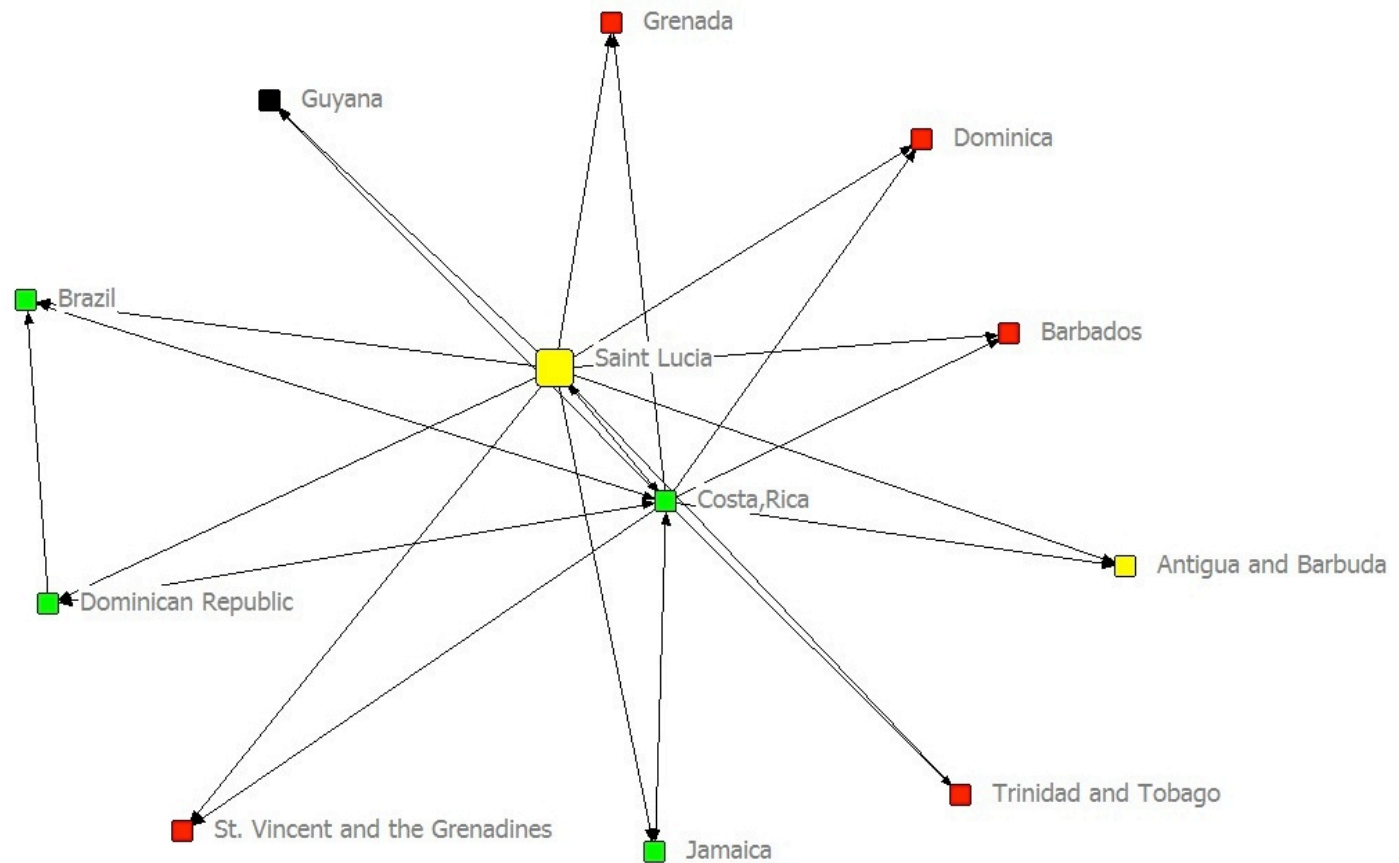 Grenada
Guyana
Dominica
Brazil
Barbados
Saint Lucia
Costa,Rica
Antigua and Barbuda
Dominican Republic
Trinidad and Tobago
St. Vincent and the Grenadines
Jamaica